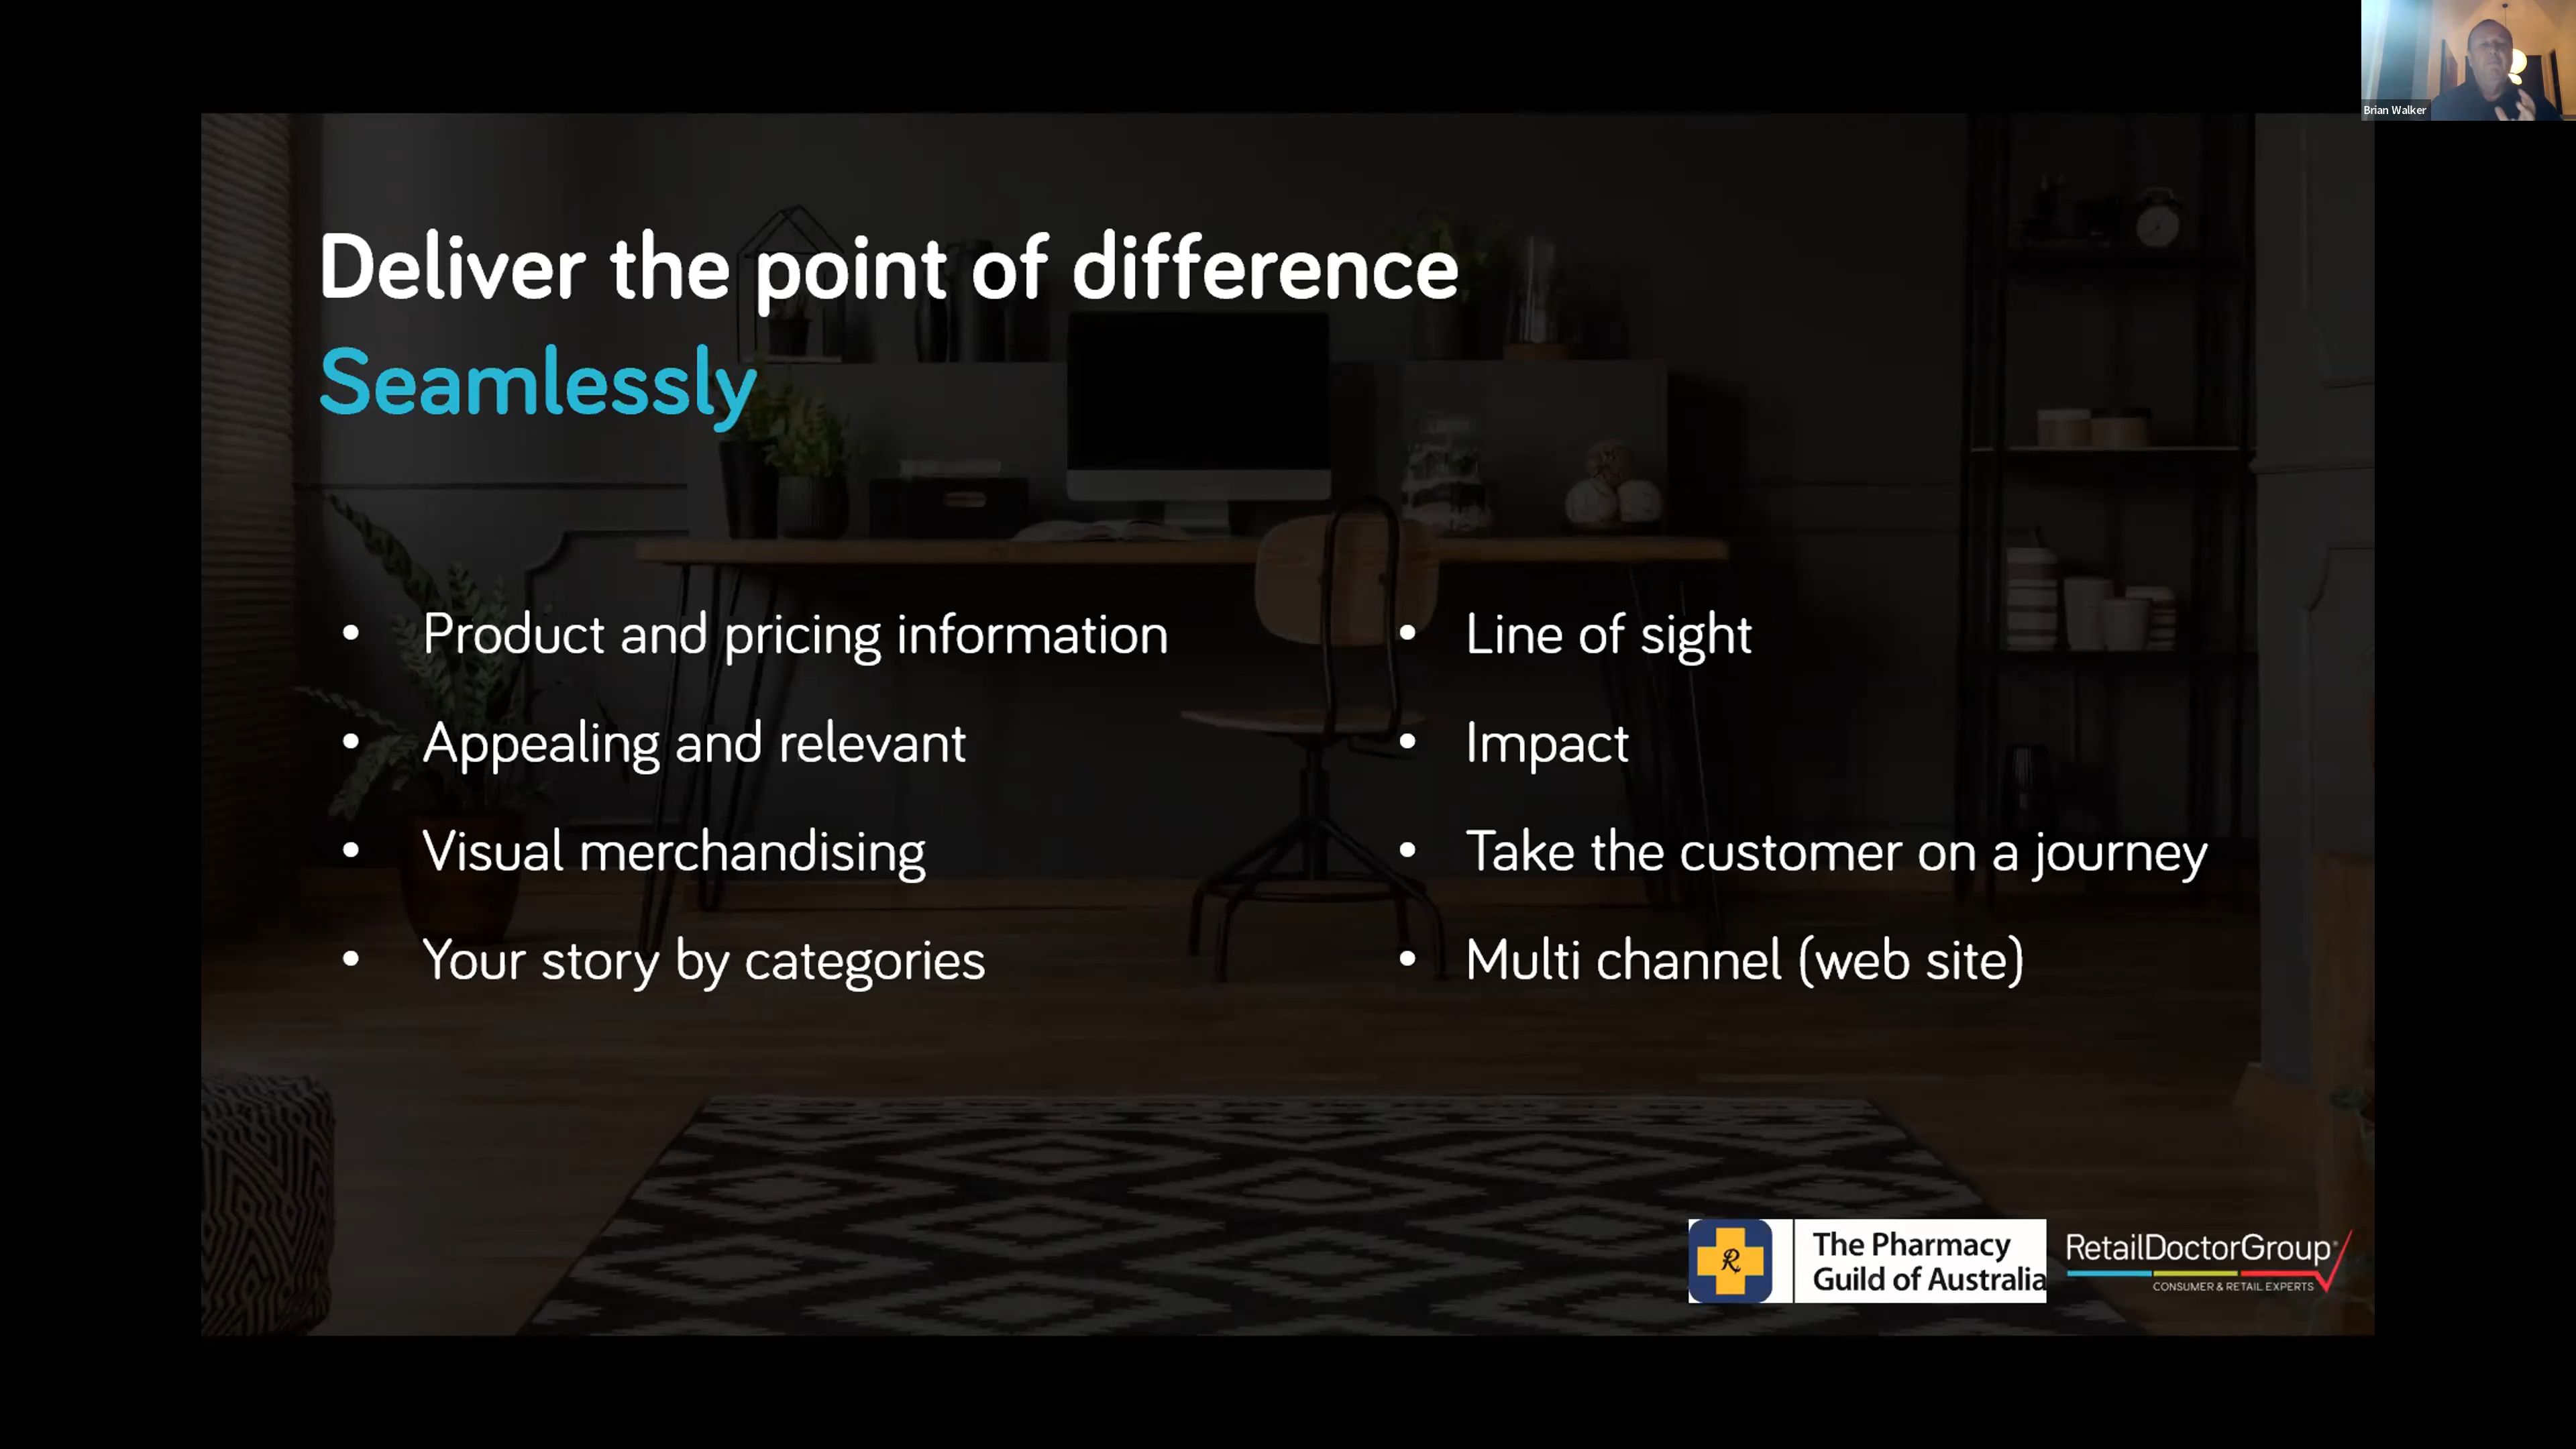 Brian Walker
Deliver the point of difference
Seamlessly
• Product and pricing information
• Appealing and relevant
• Visual merchandising
• Your story by categories
• Line of sight
• Impact
• Take the customer on a journey
• Multi channel (web site)
R
The Pharmacy
Guild of Australia
RetailDoctorGroup®
CONSUMER & RETAIL EXPERTS